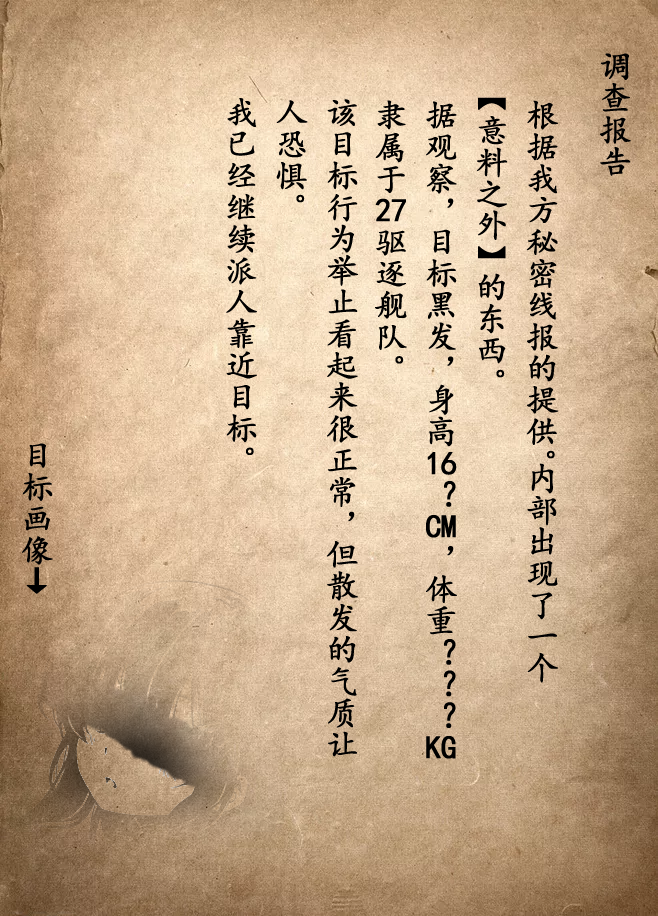 调查报告
根据我方秘密线报的提供。内部出现了一个
【意料之外】的东西。
据观察，目标黑发，身高16？CM，体重？？？KG
隶属于27驱逐舰队。
该目标行为举止看起来很正常，但散发的气质让
人恐惧。
我已经继续派人靠近目标。
目标画像↓